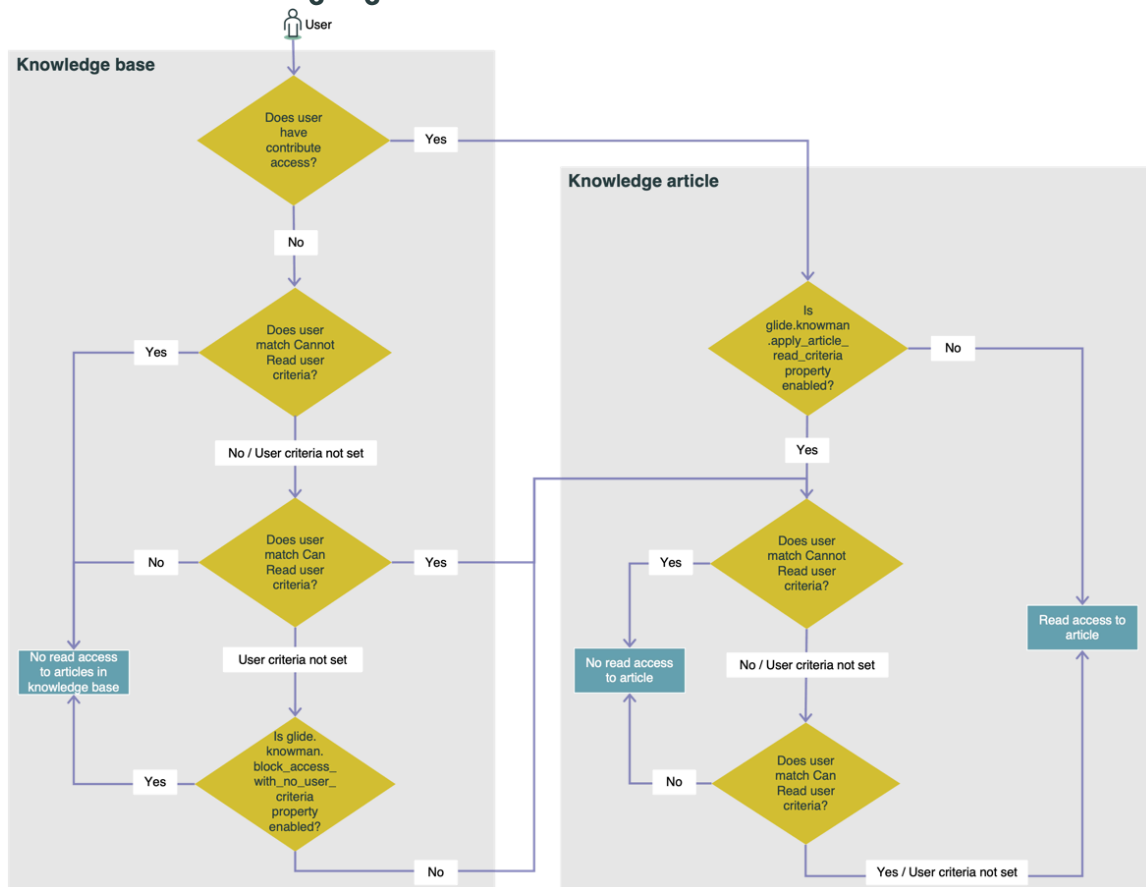 User
Knowledge base
Does user
have
contribute
access?
Yes
No
Knowledge article
Does user
match Cannot
Read user
criteria?
Yes
No / User criteria not set
Is
glide.knowman
.apply_article_
read_criteria
property
enabled?
No
Yes
Does user
match Can
Read user
criteria?
No
Yes
User criteria not set
No read access
to articles in
knowledge base
Is glide.
knowman.
block_access_
with_no_user_
criteria
property
enabled?
Yes
No
Does user
match Cannot
Read user
criteria?
Yes
No / User criteria not set
No read access
to article
Read access to
article
Does user
match Can
Read user
criteria?
No
Yes / User criteria not set